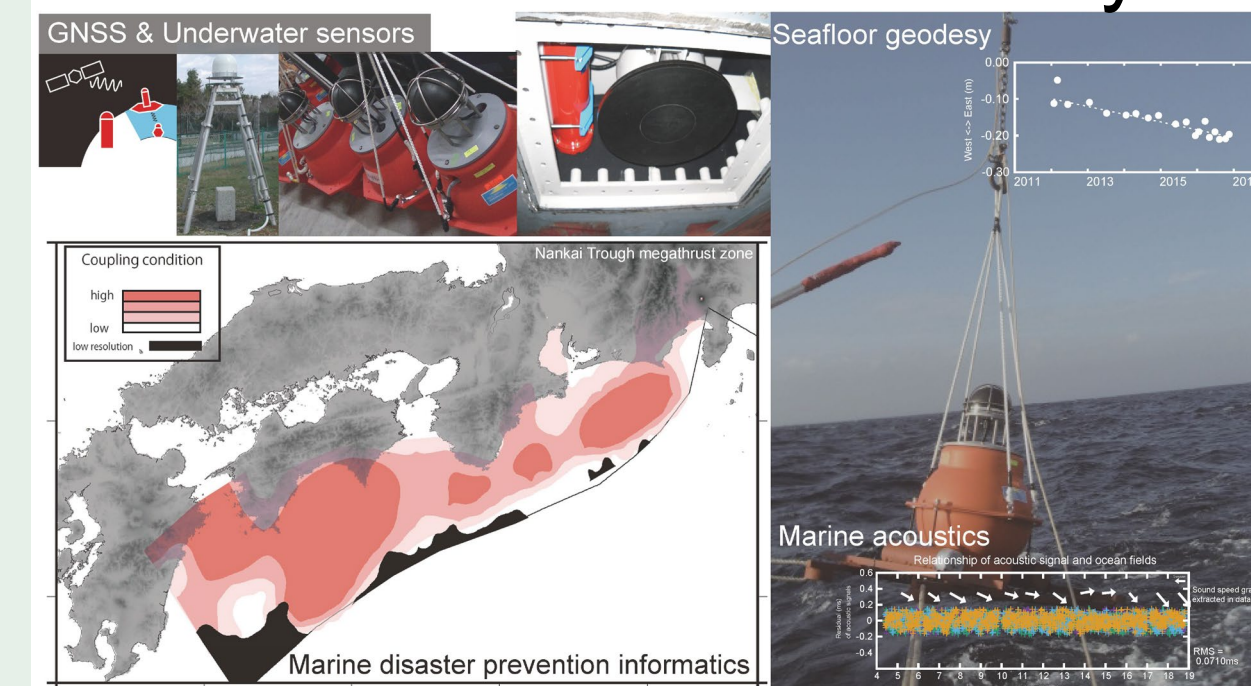 GNSS & Underwater sensors
Seafloor geodesy
West <-> East (m)
0.00
-0.10
-0.20
-0.30
2011
2013
2015
Nankai Trough megathrust zone
Coupling condition
high
low
low resolution
Marine disaster prevention informatics
Marine acoustics
Relationship of acoustic signal and ocean fields
Residual (ms)
of acoustic signals
0.6
0.4
0.2
0
-0.2
-0.4
4 5 6 7 8 9 10 11 12 13 14 15 16 17 18 19
Sound speed
extracted in
RMS =
0.0710ms